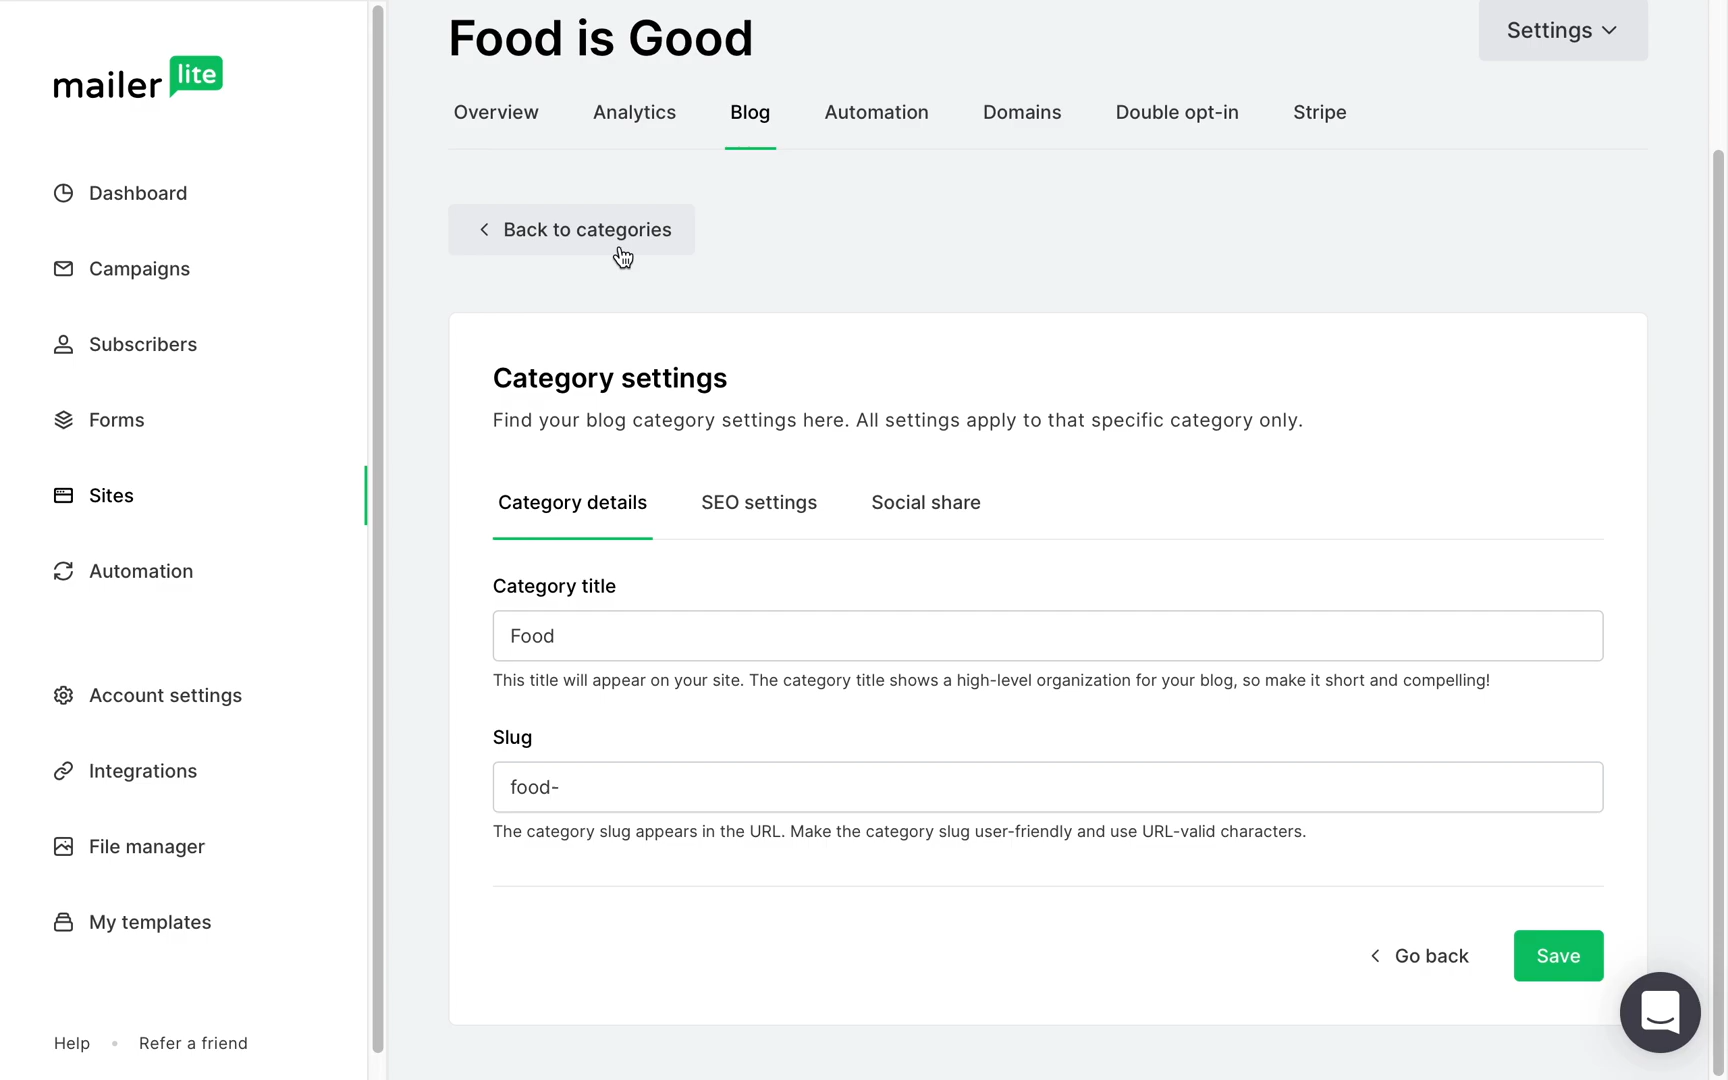 mailer lite
Food is Good
Settings
Overview Analytics Blog Automation Domains Double opt-in Stripe
Dashboard
Campaigns
Subscribers
Forms
Sites
Automation
Account settings
Integrations
File manager
My templates
Help • Refer a friend
Back to categories
Category settings
Find your blog category settings here. All settings apply to that specific category only.
Category details SEO settings Social share
Category title
Food
This title will appear on your site. The category title shows a high-level organization for your blog, so make it short and compelling!
Slug
food-
The category slug appears in the URL. Make the category slug user-friendly and use URL-valid characters.
Go back Save